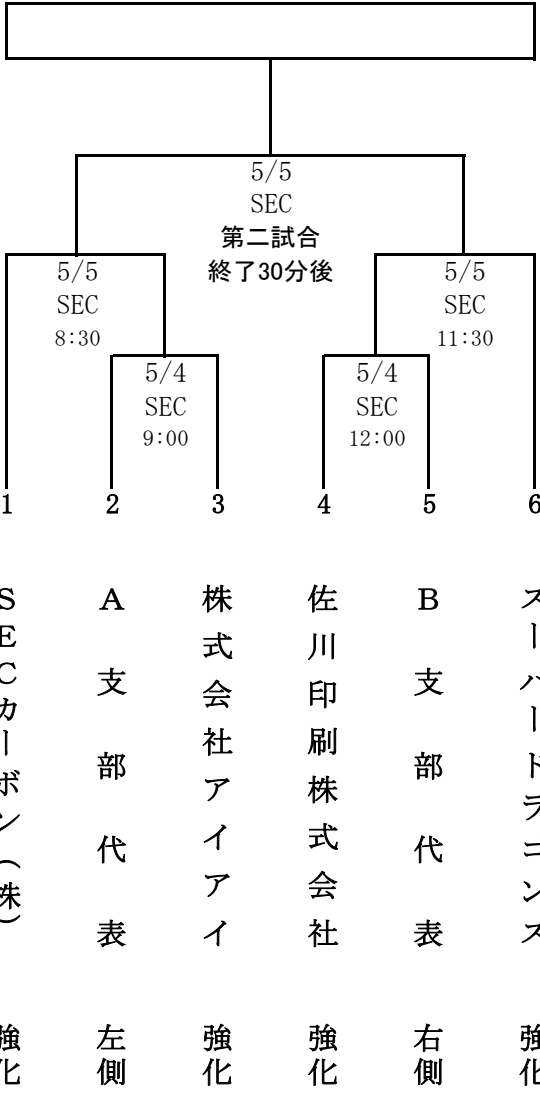 5/5
SEC
第二試合
終了30分後
5/5
SEC
8:30
5/5
SEC
11:30
5/4
SEC
9:00
5/4
SEC
12:00
1
2
3
4
5
6
SECカーボン（株）
強化
A支部代表
左側
株式会社アイアイ
強化
佐川印刷株式会社
強化
B支部代表
右側
スーパードラゴンズ
強化